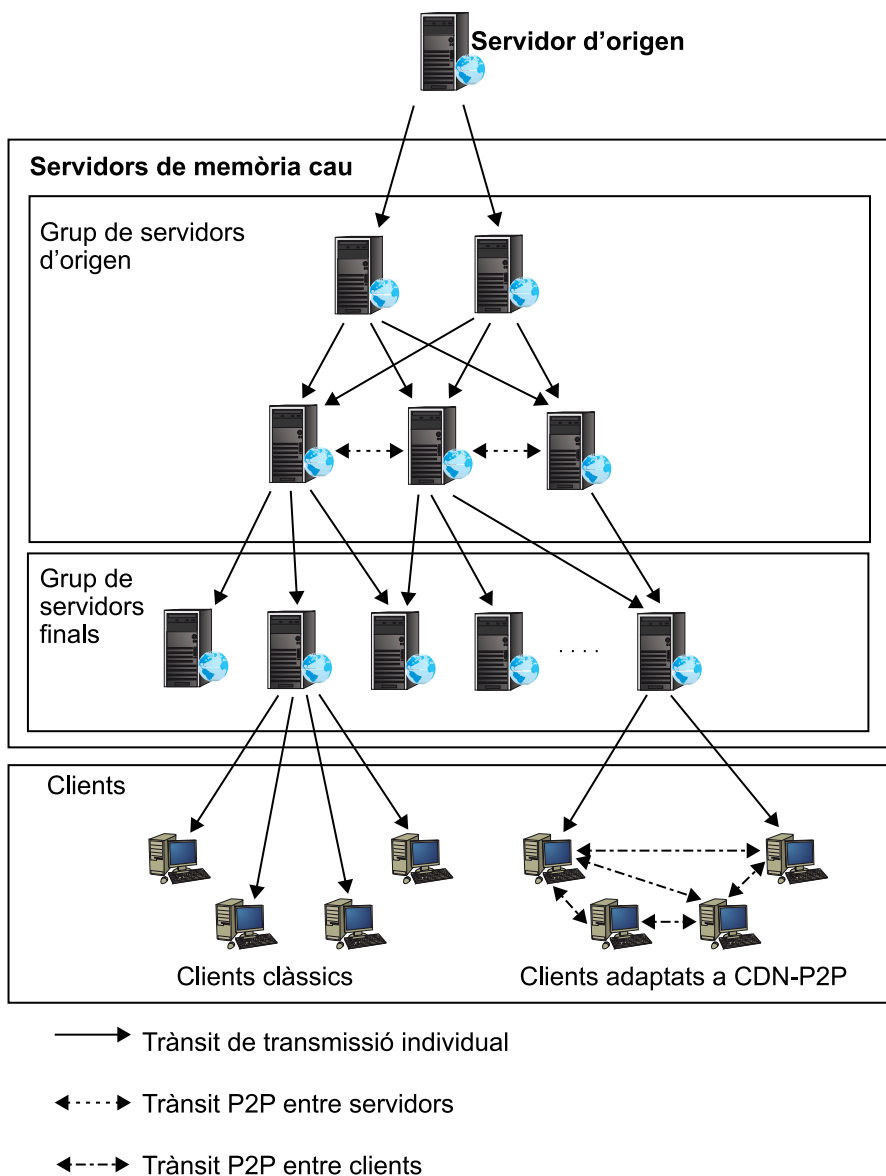 Servidor d’origen
Servidors de memòria cau
Grup de servidors
d’origen
Grup de
servidors
finals
. . . .
Clients
Clients clàssics
Clients adaptats a CDN-P2P
Trànsit de transmissió individual
Trànsit P2P entre servidors
Trànsit P2P entre clients